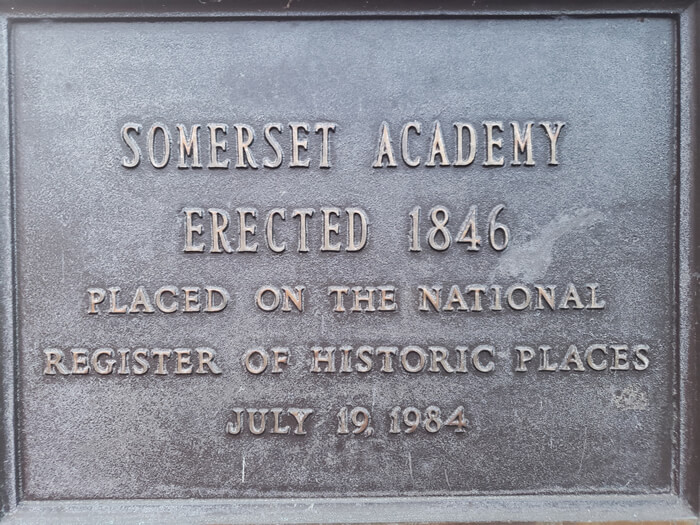 SOMERSET ACADEMY
ERECTED 1846
PLACED ON THE NATIONAL
REGISTER OF HISTORIC PLACES
JULY 19, 1984